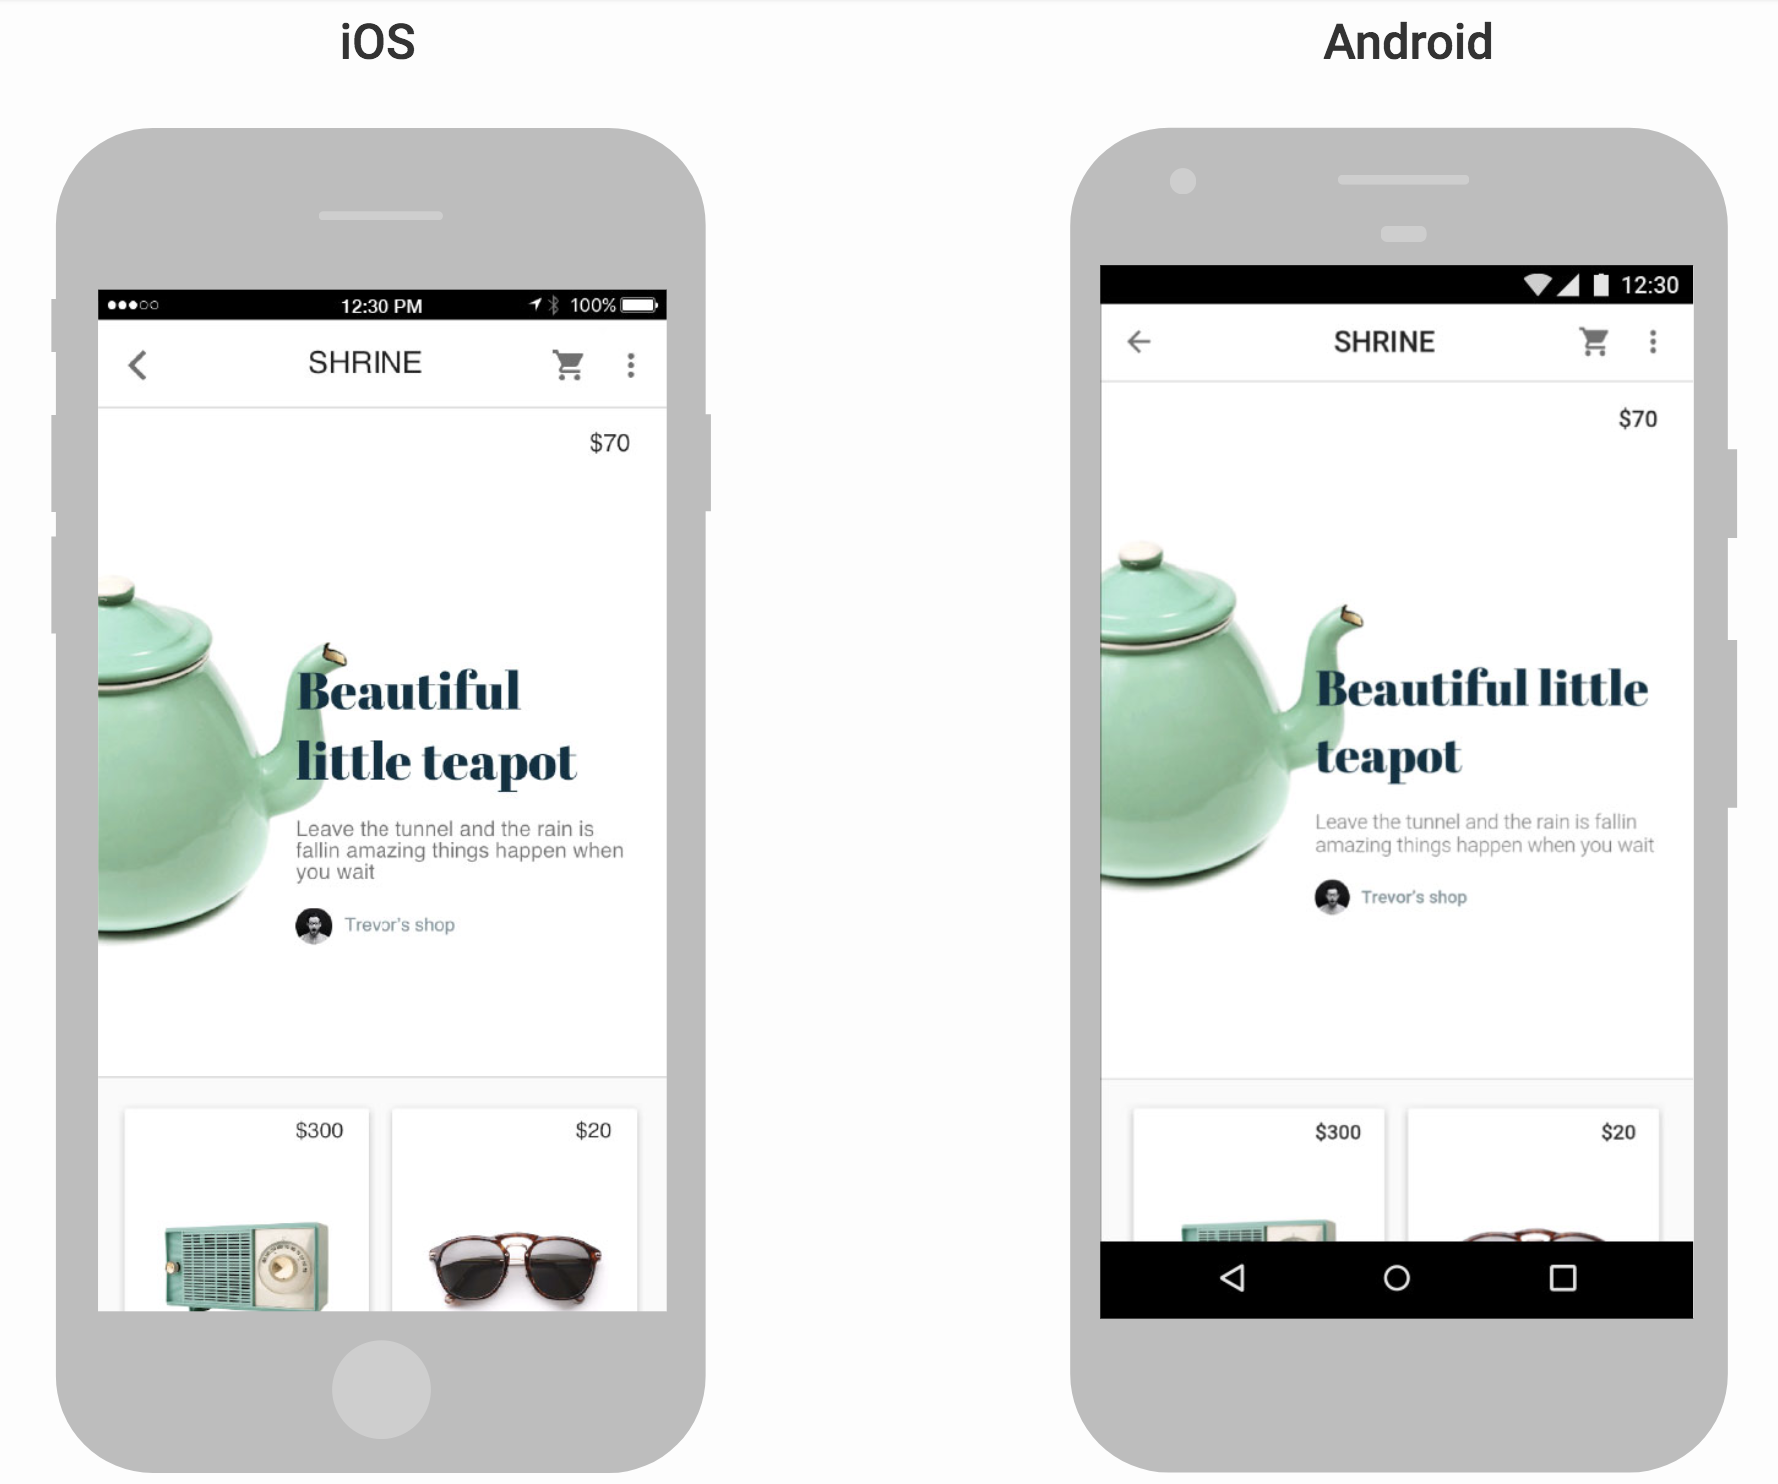 iOS
Android
12:30 PM
100%
SHRINE
$70
Beautiful
little teapot
Leave the tunnel and the rain is
fallin amazing things happen when
you wait
Trevor's shop
$300
$20
12:30
SHRINE
$70
Beautiful little
teapot
Leave the tunnel and the rain is fallin
amazing things happen when you wait
Trevor's shop
$300
$20